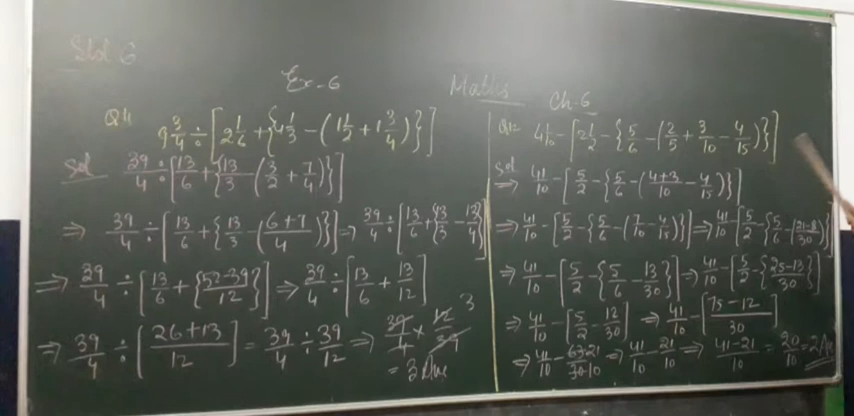 Std. 6
Ex-6
Maths
Ch-6
Q1. 9 3/4 ÷ [2 1/6 + {4 1/3 - (1 1/2 + 1 3/4)}]
Sol 39/4 ÷ [13/6 + {13/3 - (3/2 + 7/4)}]
⇒ 39/4 ÷ [13/6 + {13/3 - (6+7/4)}] ⇒ 39/4 ÷ [13/6 + {13/3 - 13/4}]
⇒ 39/4 ÷ [13/6 + {52-39/12}] ⇒ 39/4 ÷ [13/6 + 13/12]
⇒ 39/4 ÷ [26+13/12] = 39/4 ÷ 39/12 ⇒ 39/4 × 12/39 3
= 3 Ans
Q12 4 1/10 - [2 1/2 - {5/6 - (2/5 + 3/10 - 4/15)}]
Sol
⇒ 41/10 - [5/2 - {5/6 - (4+3/10 - 4/15)}]
⇒ 41/10 - [5/2 - {5/6 - (7/10 - 4/15)}] ⇒ 41/10 - [5/2 - {5/6 - (21-8/30)}]
⇒ 41/10 - [5/2 - {5/6 - 13/30}] ⇒ 41/10 - [5/2 - {25-13/30}]
⇒ 41/10 - [5/2 - 12/30] ⇒ 41/10 - [75-12/30]
⇒ 41/10 - 63 21/30 10 ⇒ 41/10 - 21/10 ⇒ 41-21/10 = 20/10 = 2 Ans